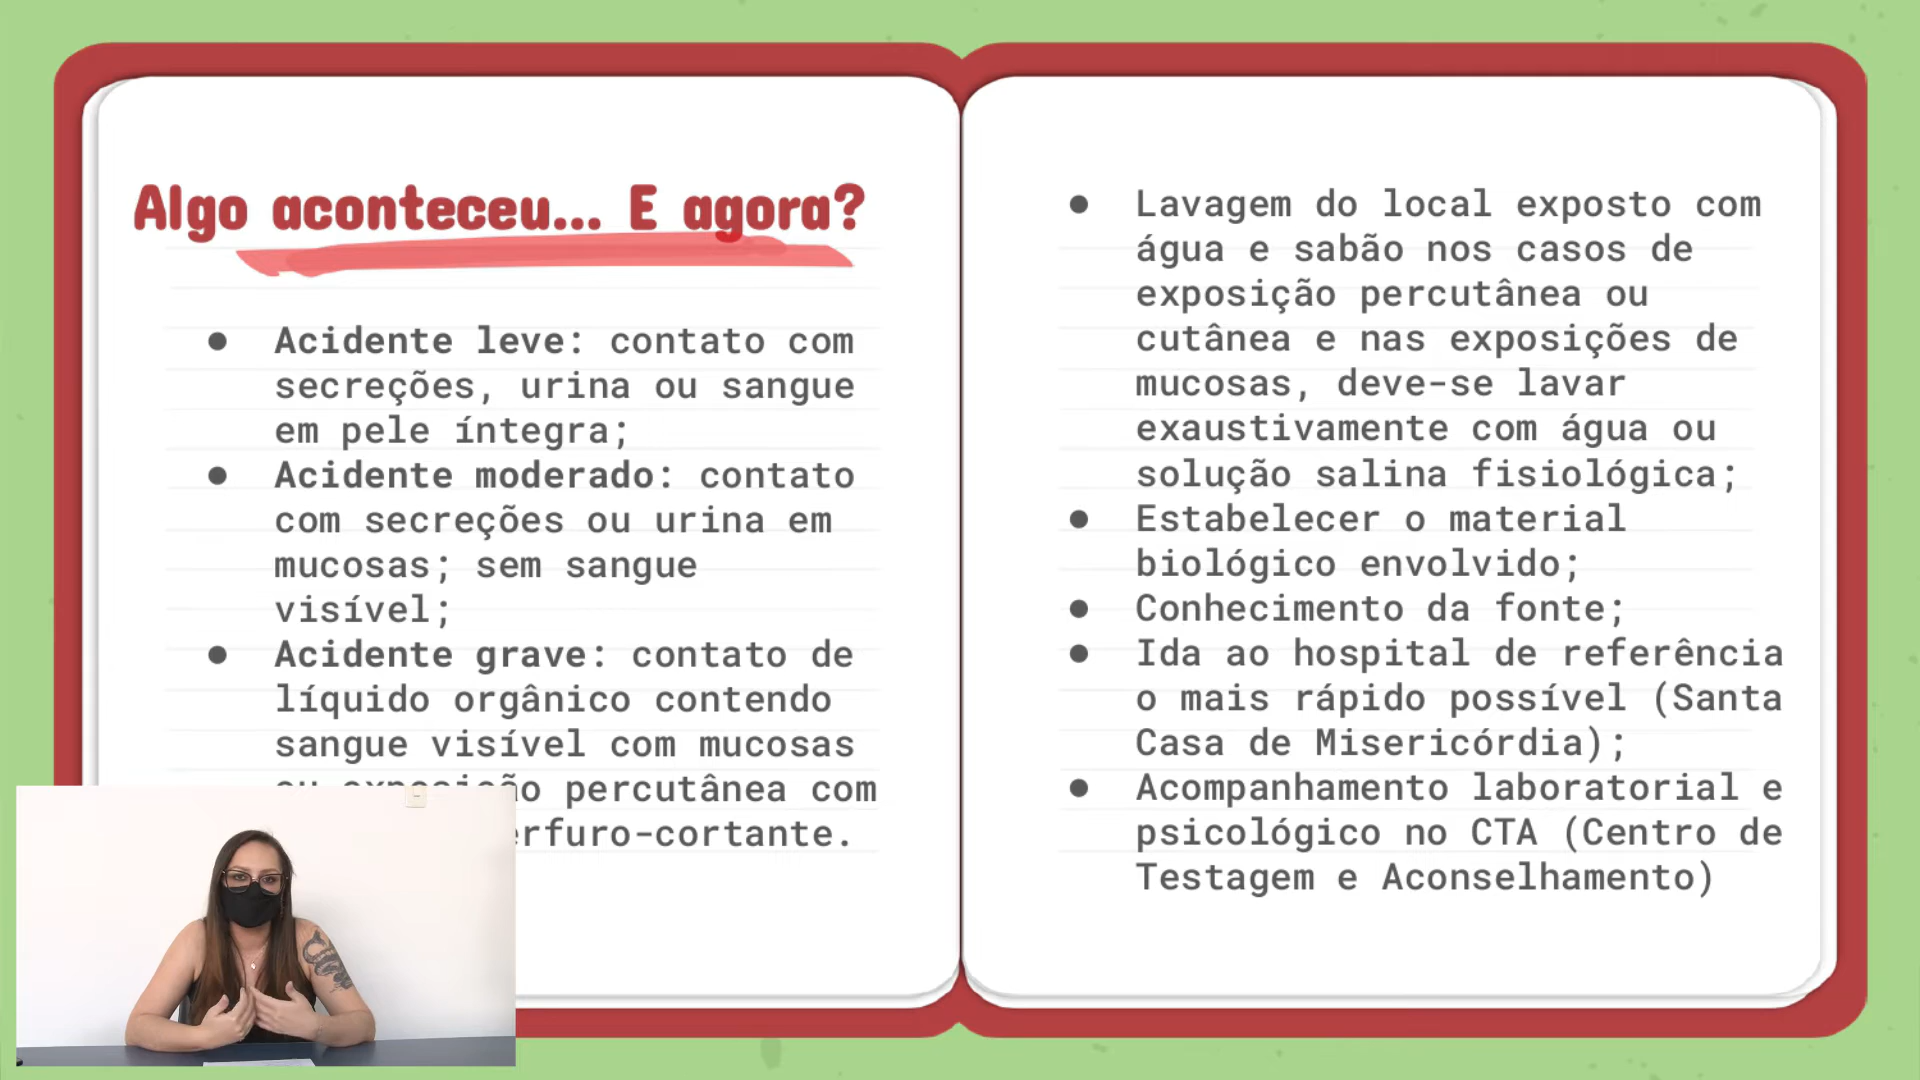 Algo aconteceu... E agora?
● Acidente leve: contato com
secreções, urina ou sangue
em pele íntegra;
● Acidente moderado: contato
com secreções ou urina em
mucosas; sem sangue
visível;
● Acidente grave: contato de
líquido orgânico contendo
sangue visível com mucosas
ou exposição percutânea com
erfuro-cortante.
● Lavagem do local exposto com
água e sabão nos casos de
exposição percutânea ou
cutânea e nas exposições de
mucosas, deve-se lavar
exaustivamente com água ou
solução salina fisiológica;
● Estabelecer o material
biológico envolvido;
● Conhecimento da fonte;
● Ida ao hospital de referência
o mais rápido possível (Santa
Casa de Misericórdia);
● Acompanhamento laboratorial e
psicológico no CTA (Centro de
Testagem e Aconselhamento)